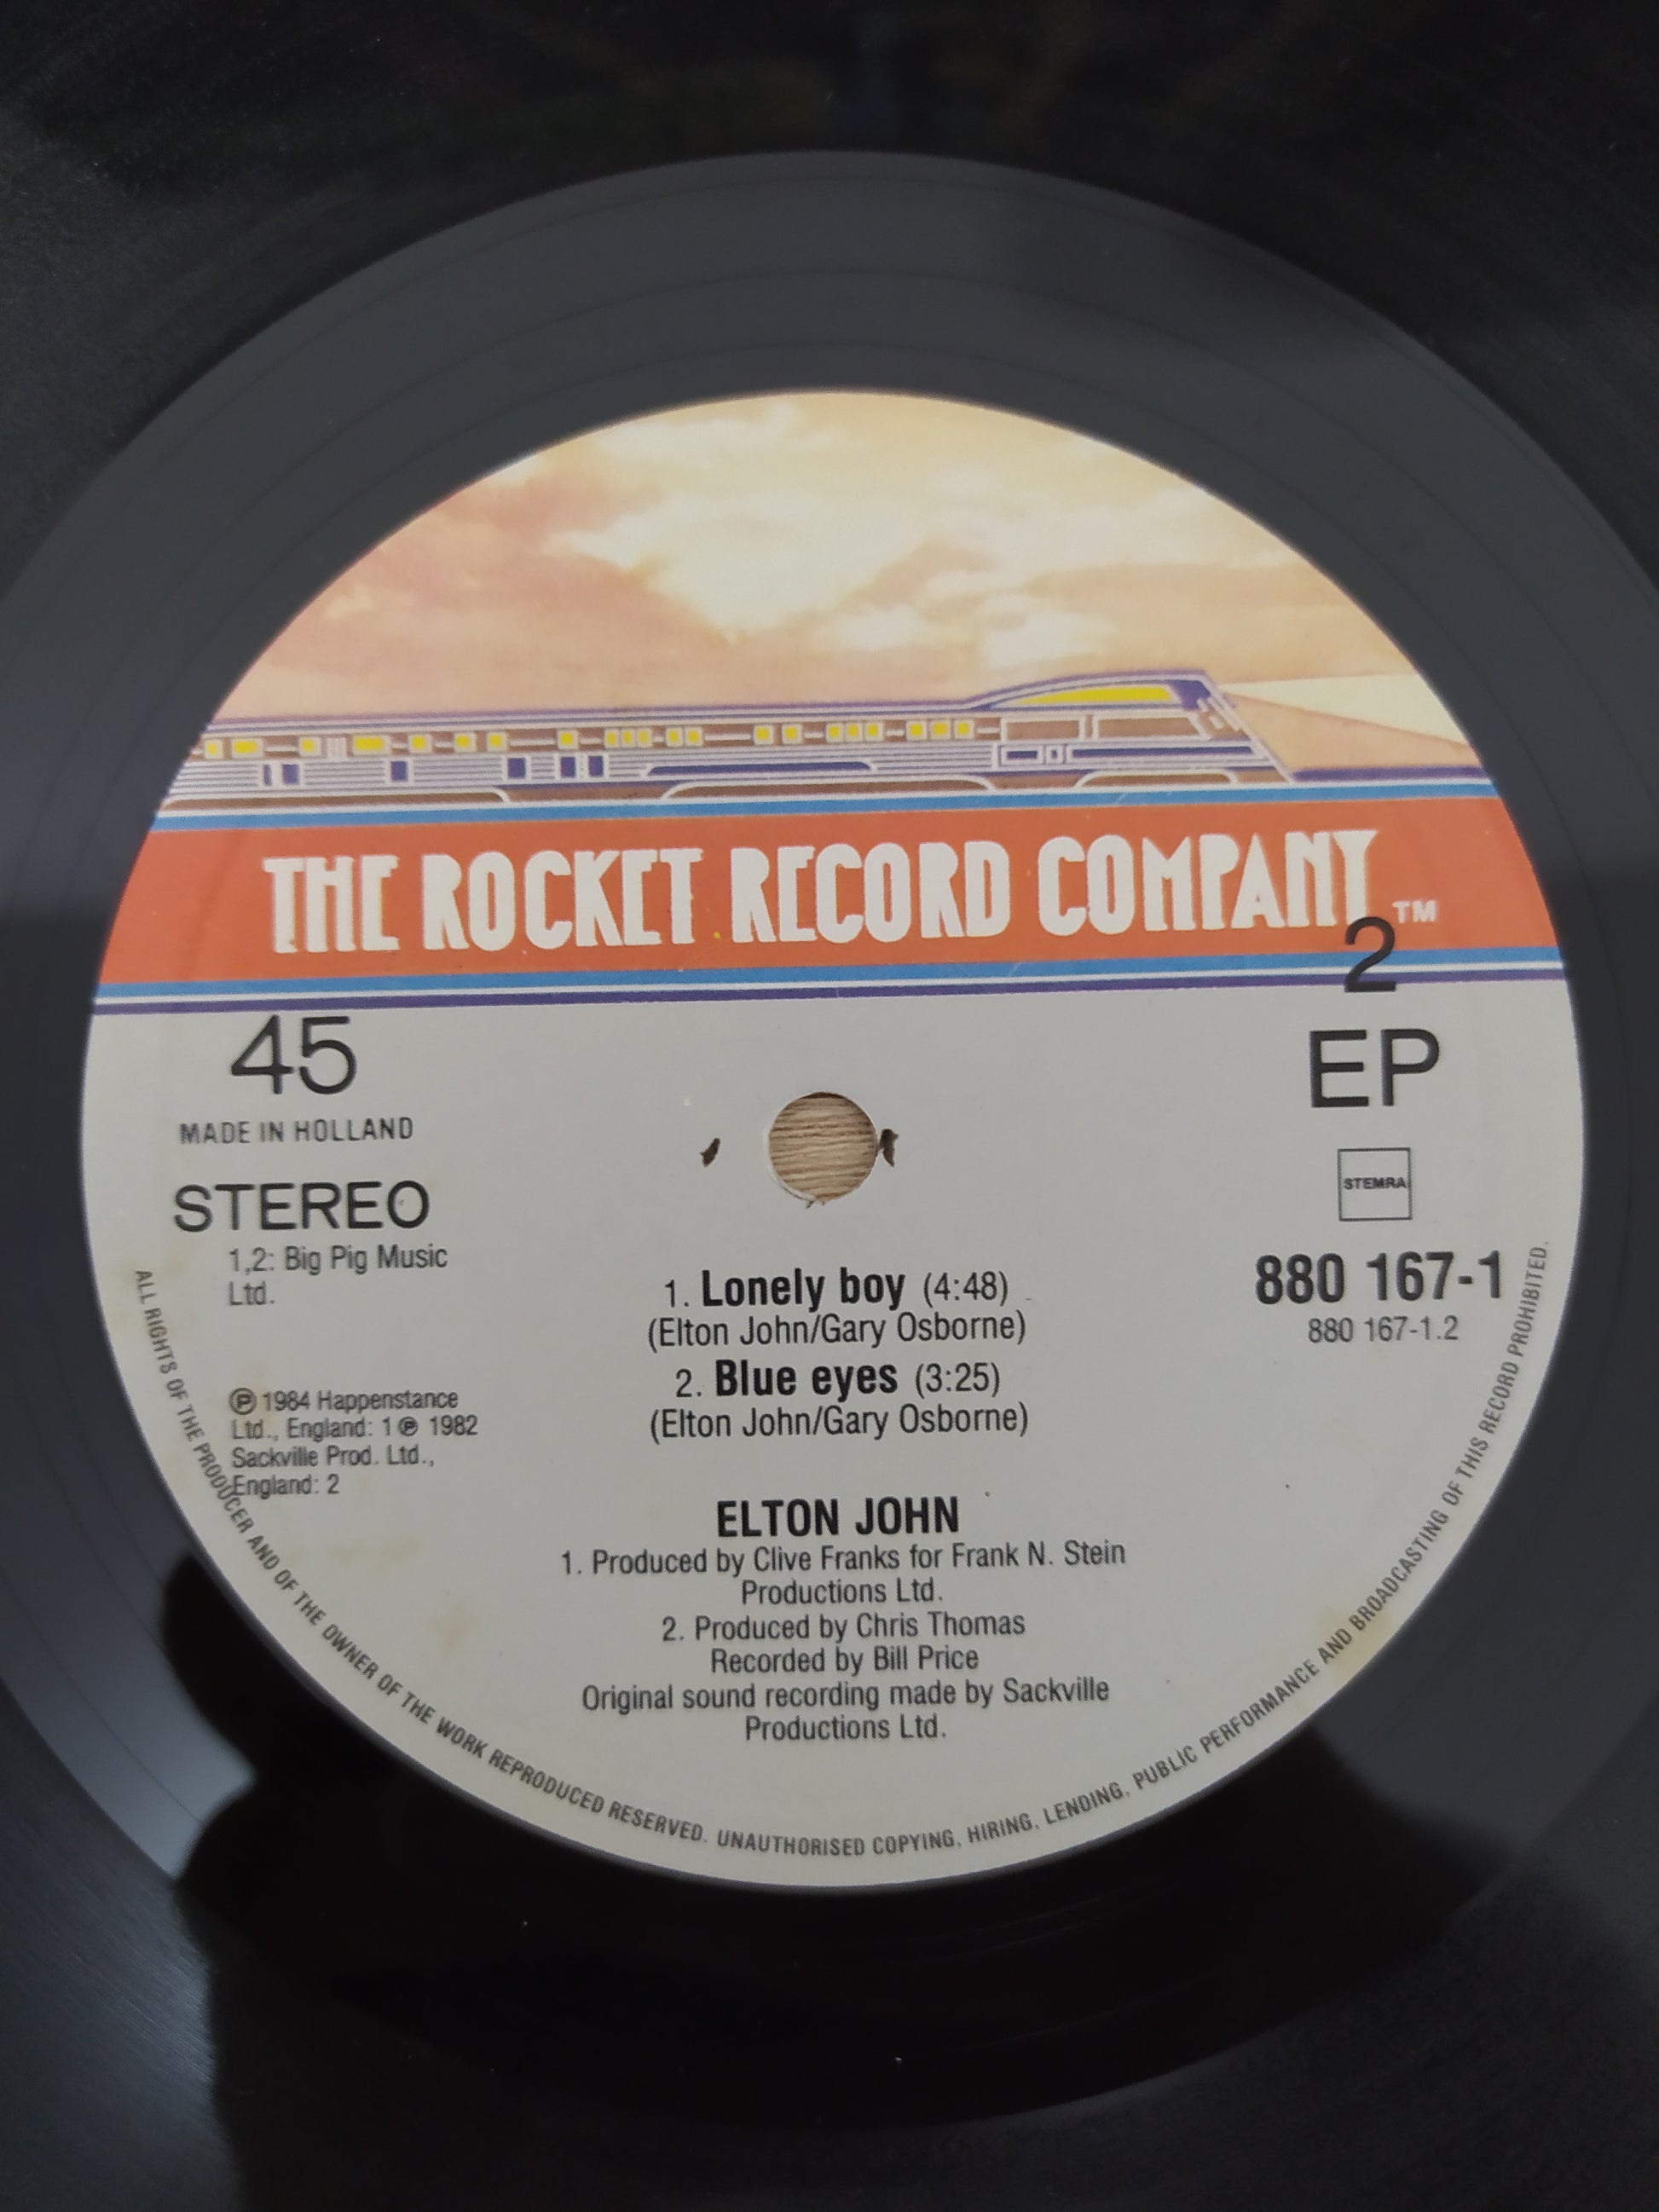 THE ROCKET RECORD COMPANY TM
2
45
EP
MADE IN HOLLAND
STEMRA
STEREO
1,2: Big Pig Music
Ltd.
880 167-1
880 167-1.2
1. Lonely boy (4:48)
(Elton John/Gary Osborne)
2. Blue eyes (3:25)
(Elton John/Gary Osborne)
℗ 1984 Happenstance
Ltd., England: 1 ℗ 1982
Sackville Prod. Ltd.,
England: 2
ELTON JOHN
1. Produced by Clive Franks for Frank N. Stein
Productions Ltd.
2. Produced by Chris Thomas
Recorded by Bill Price
Original sound recording made by Sackville
Productions Ltd.
ALL RIGHTS OF THE PRODUCER AND OF THE OWNER OF THE WORK REPRODUCED RESERVED. UNAUTHORISED COPYING, HIRING, LENDING, PUBLIC PERFORMANCE AND BROADCASTING OF THIS RECORD PROHIBITED.